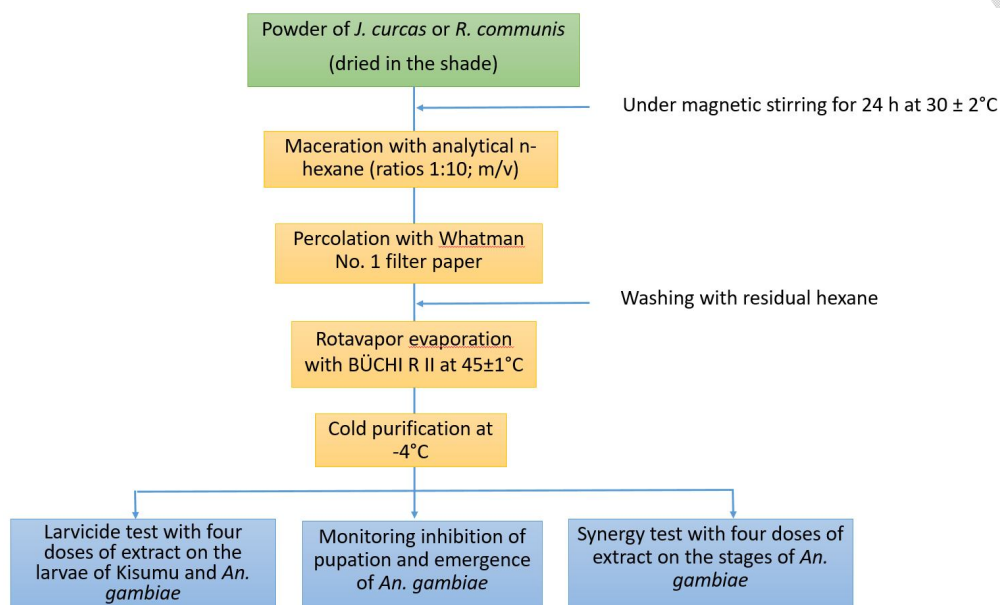 Powder of J. curcas or R. communis
(dried in the shade)
Under magnetic stirring for 24 h at 30 ± 2°C
Maceration with analytical n-
hexane (ratios 1:10; m/v)
Percolation with Whatman
No. 1 filter paper
Washing with residual hexane
Rotavapor evaporation
with BÜCHI R II at 45±1°C
Cold purification at
-4°C
Larvicide test with four
doses of extract on the
larvae of Kisumu and An.
gambiae
Monitoring inhibition of
pupation and emergence
of An. gambiae
Synergy test with four doses of
extract on the stages of An.
gambiae